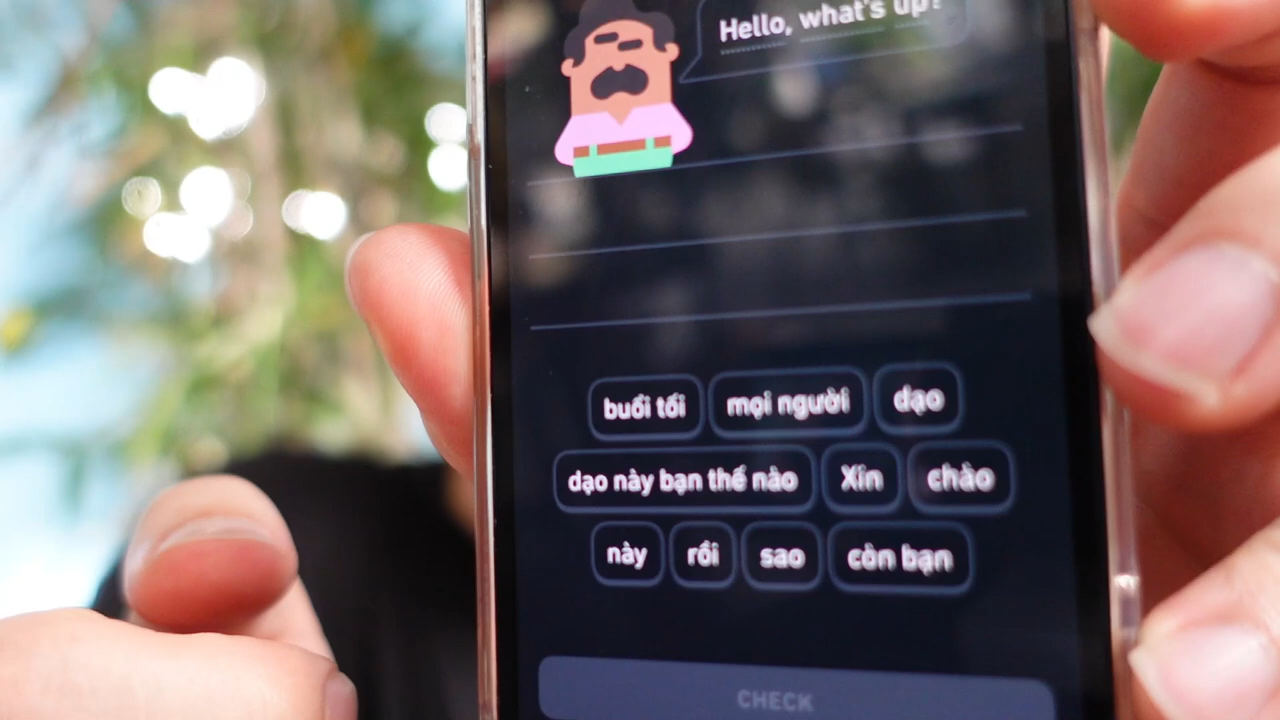 Hello, what's up?
buổi tối mọi người dạo
dạo này bạn thế nào Xin chào
này rồi sao còn bạn
CHECK